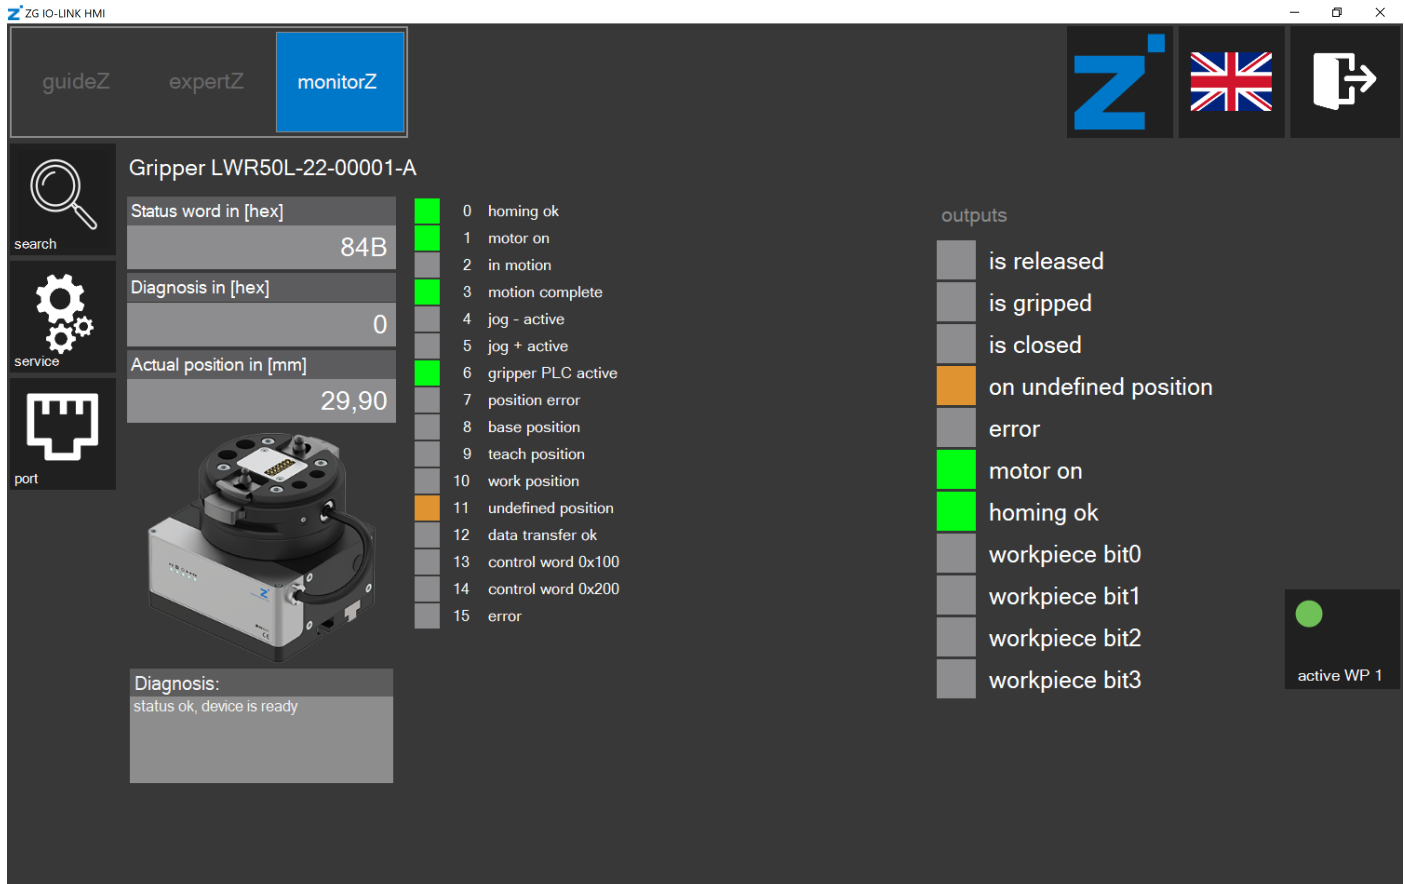 ZG IO-LINK HMI
guideZ
expertZ
monitorZ
search
service
port
Gripper LWR50L-22-00001-A
Status word in [hex]
84B
Diagnosis in [hex]
0
Actual position in [mm]
29,90
Diagnosis:
status ok, device is ready
0 homing ok
1 motor on
2 in motion
3 motion complete
4 jog - active
5 jog + active
6 gripper PLC active
7 position error
8 base position
9 teach position
10 work position
11 undefined position
12 data transfer ok
13 control word 0x100
14 control word 0x200
15 error
outputs
is released
is gripped
is closed
on undefined position
error
motor on
homing ok
workpiece bit0
workpiece bit1
workpiece bit2
workpiece bit3
active WP 1